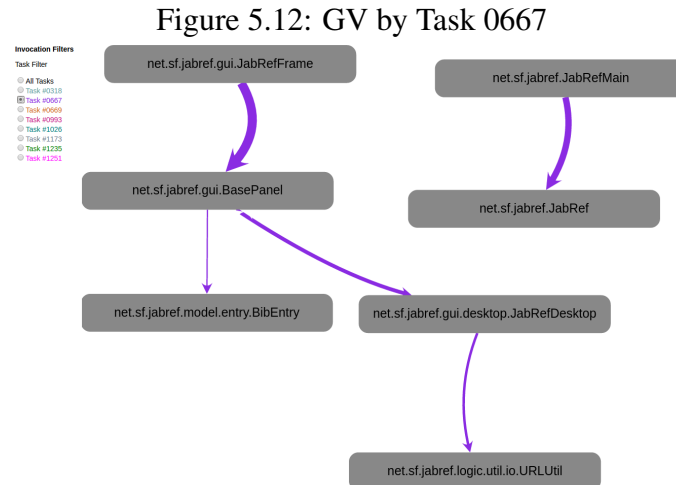 Figure 5.12: GV by Task 0667
Invocation Filters
Task Filter
All Tasks
Task #0318
Task #0667
Task #0669
Task #0993
Task #1026
Task #1173
Task #1235
Task #1251
net.sf.jabref.gui.JabRefFrame
net.sf.jabref.JabRefMain
net.sf.jabref.gui.BasePanel
net.sf.jabref.JabRef
net.sf.jabref.model.entry.BibEntry
net.sf.jabref.gui.desktop.JabRefDesktop
net.sf.jabref.logic.util.io.URLUtil